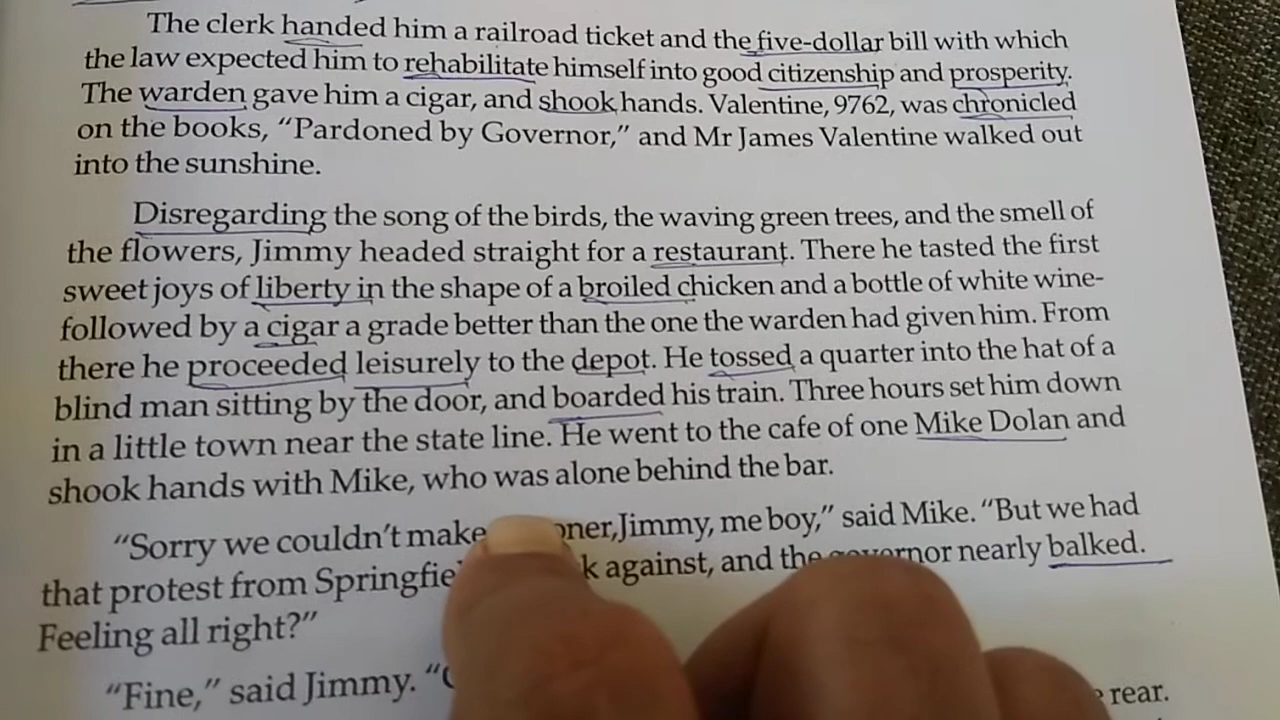 The clerk handed him a railroad ticket and the five-dollar bill with which
the law expected him to rehabilitate himself into good citizenship and prosperity.
The warden gave him a cigar, and shook hands. Valentine, 9762, was chronicled
on the books, “Pardoned by Governor,” and Mr James Valentine walked out
into the sunshine.
Disregarding the song of the birds, the waving green trees, and the smell of
the flowers, Jimmy headed straight for a restaurant. There he tasted the first
sweet joys of liberty in the shape of a broiled chicken and a bottle of white wine-
followed by a cigar a grade better than the one the warden had given him. From
there he proceeded leisurely to the depot. He tossed a quarter into the hat of a
blind man sitting by the door, and boarded his train. Three hours set him down
in a little town near the state line. He went to the cafe of one Mike Dolan and
shook hands with Mike, who was alone behind the bar.
“Sorry we couldn’t make Jimmy, me boy,” said Mike. “But we had
that protest from against, and the governor nearly balked.
Feeling all right?”
“Fine,” said Jimmy. rear.